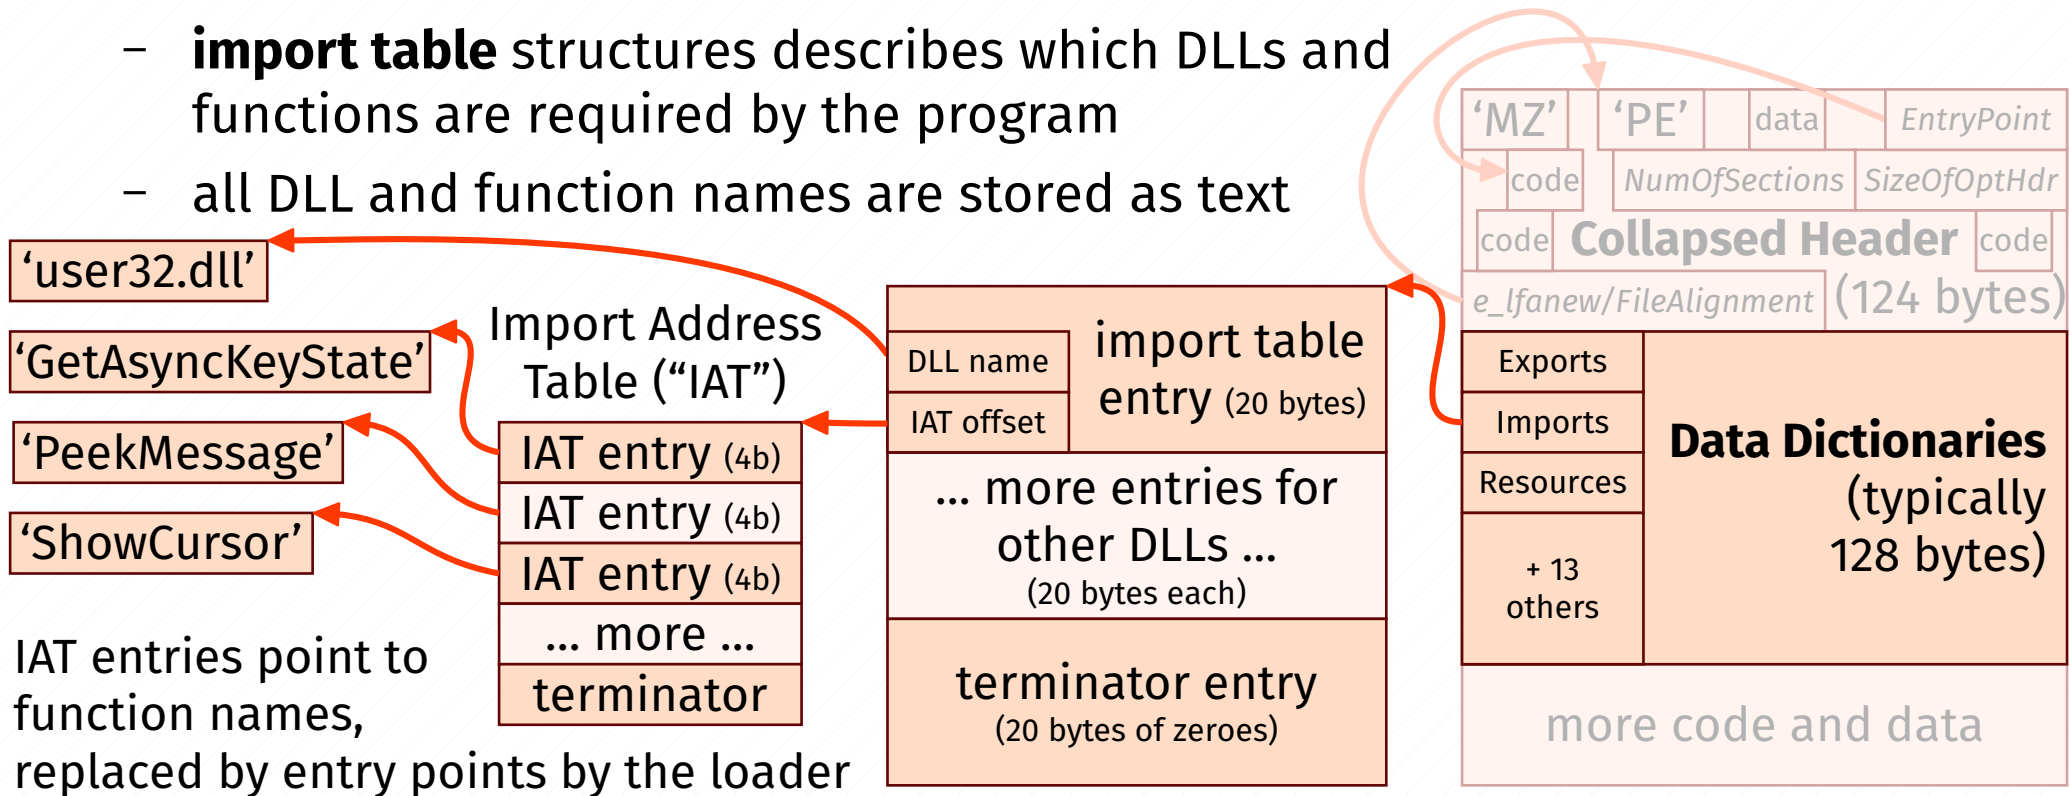 – import table structures describes which DLLs and
functions are required by the program
– all DLL and function names are stored as text
‘user32.dll’
‘GetAsyncKeyState’
‘PeekMessage’
‘ShowCursor’
IAT entries point to
function names,
replaced by entry points by the loader
Import Address
Table (“IAT”)
IAT entry (4b)
IAT entry (4b)
IAT entry (4b)
... more ...
terminator
import table
entry (20 bytes)
DLL name
IAT offset
... more entries for
other DLLs ...
(20 bytes each)
terminator entry
(20 bytes of zeroes)
‘MZ’ ‘PE’ data EntryPoint
code NumOfSections SizeOfOptHdr
code Collapsed Header code
e_lfanew/FileAlignment (124 bytes)
Exports
Imports
Resources
+ 13
others
Data Dictionaries
(typically
128 bytes)
more code and data